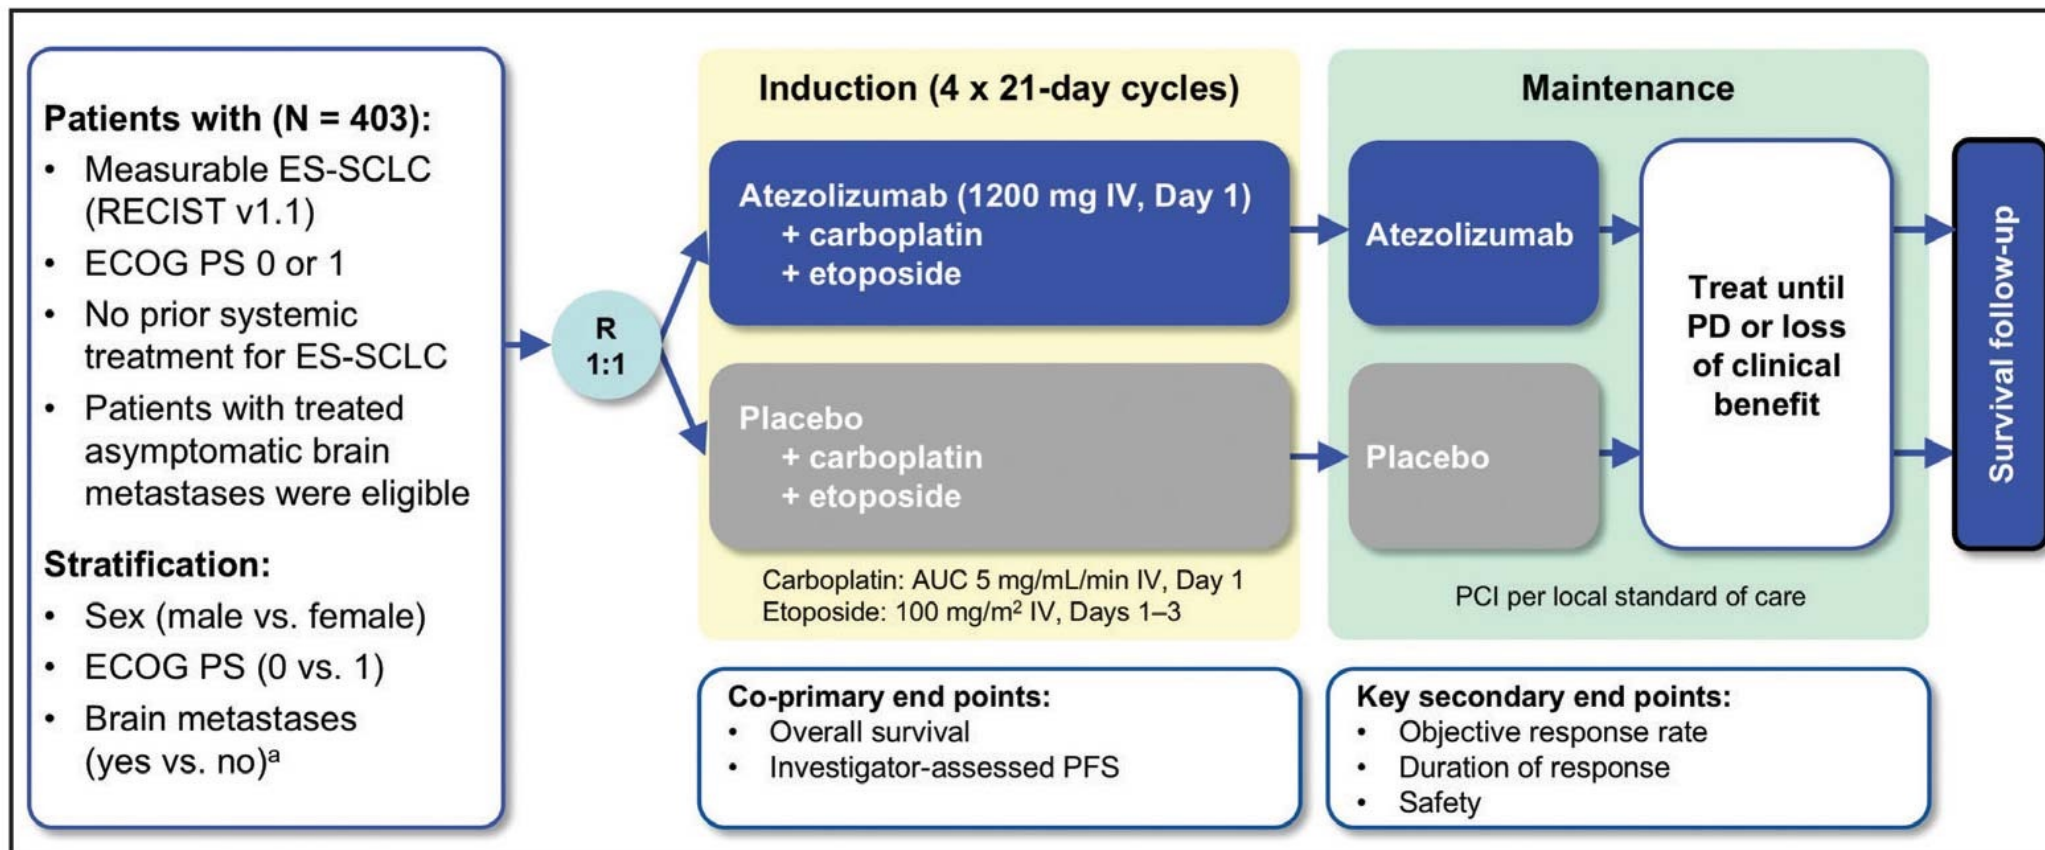 Patients with (N = 403):
• Measurable ES-SCLC
(RECIST v1.1)
• ECOG PS 0 or 1
• No prior systemic
treatment for ES-SCLC
• Patients with treated
asymptomatic brain
metastases were eligible
Stratification:
• Sex (male vs. female)
• ECOG PS (0 vs. 1)
• Brain metastases
(yes vs. no)ᵃ
R
1:1
Induction (4 x 21-day cycles)
Atezolizumab (1200 mg IV, Day 1)
+ carboplatin
+ etoposide
Placebo
+ carboplatin
+ etoposide
Carboplatin: AUC 5 mg/mL/min IV, Day 1
Etoposide: 100 mg/m² IV, Days 1–3
Maintenance
Atezolizumab
Placebo
Treat until
PD or loss
of clinical
benefit
PCI per local standard of care
Survival follow-up
Co-primary end points:
• Overall survival
• Investigator-assessed PFS
Key secondary end points:
• Objective response rate
• Duration of response
• Safety